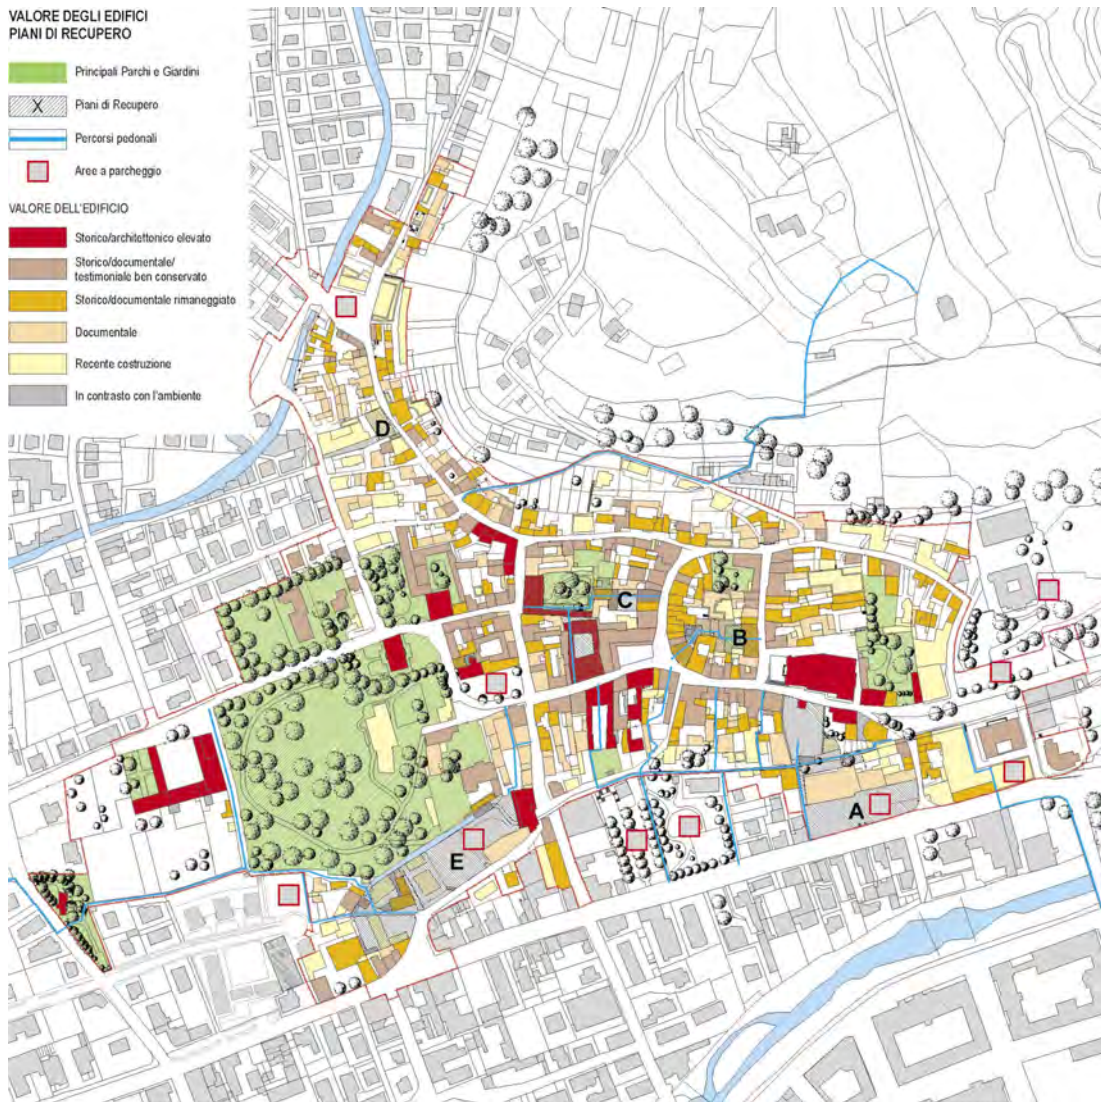 VALORE DEGLI EDIFICI
PIANI DI RECUPERO
Principali Parchi e Giardini
X
Piani di Recupero
Percorsi pedonali
Aree a parcheggio
VALORE DELL'EDIFICIO
Storico/architettonico elevato
Storico/documentale/
testimoniale ben conservato
Storico/documentale rimaneggiato
Documentale
Recente costruzione
In contrasto con l'ambiente
D
C
B
A
E